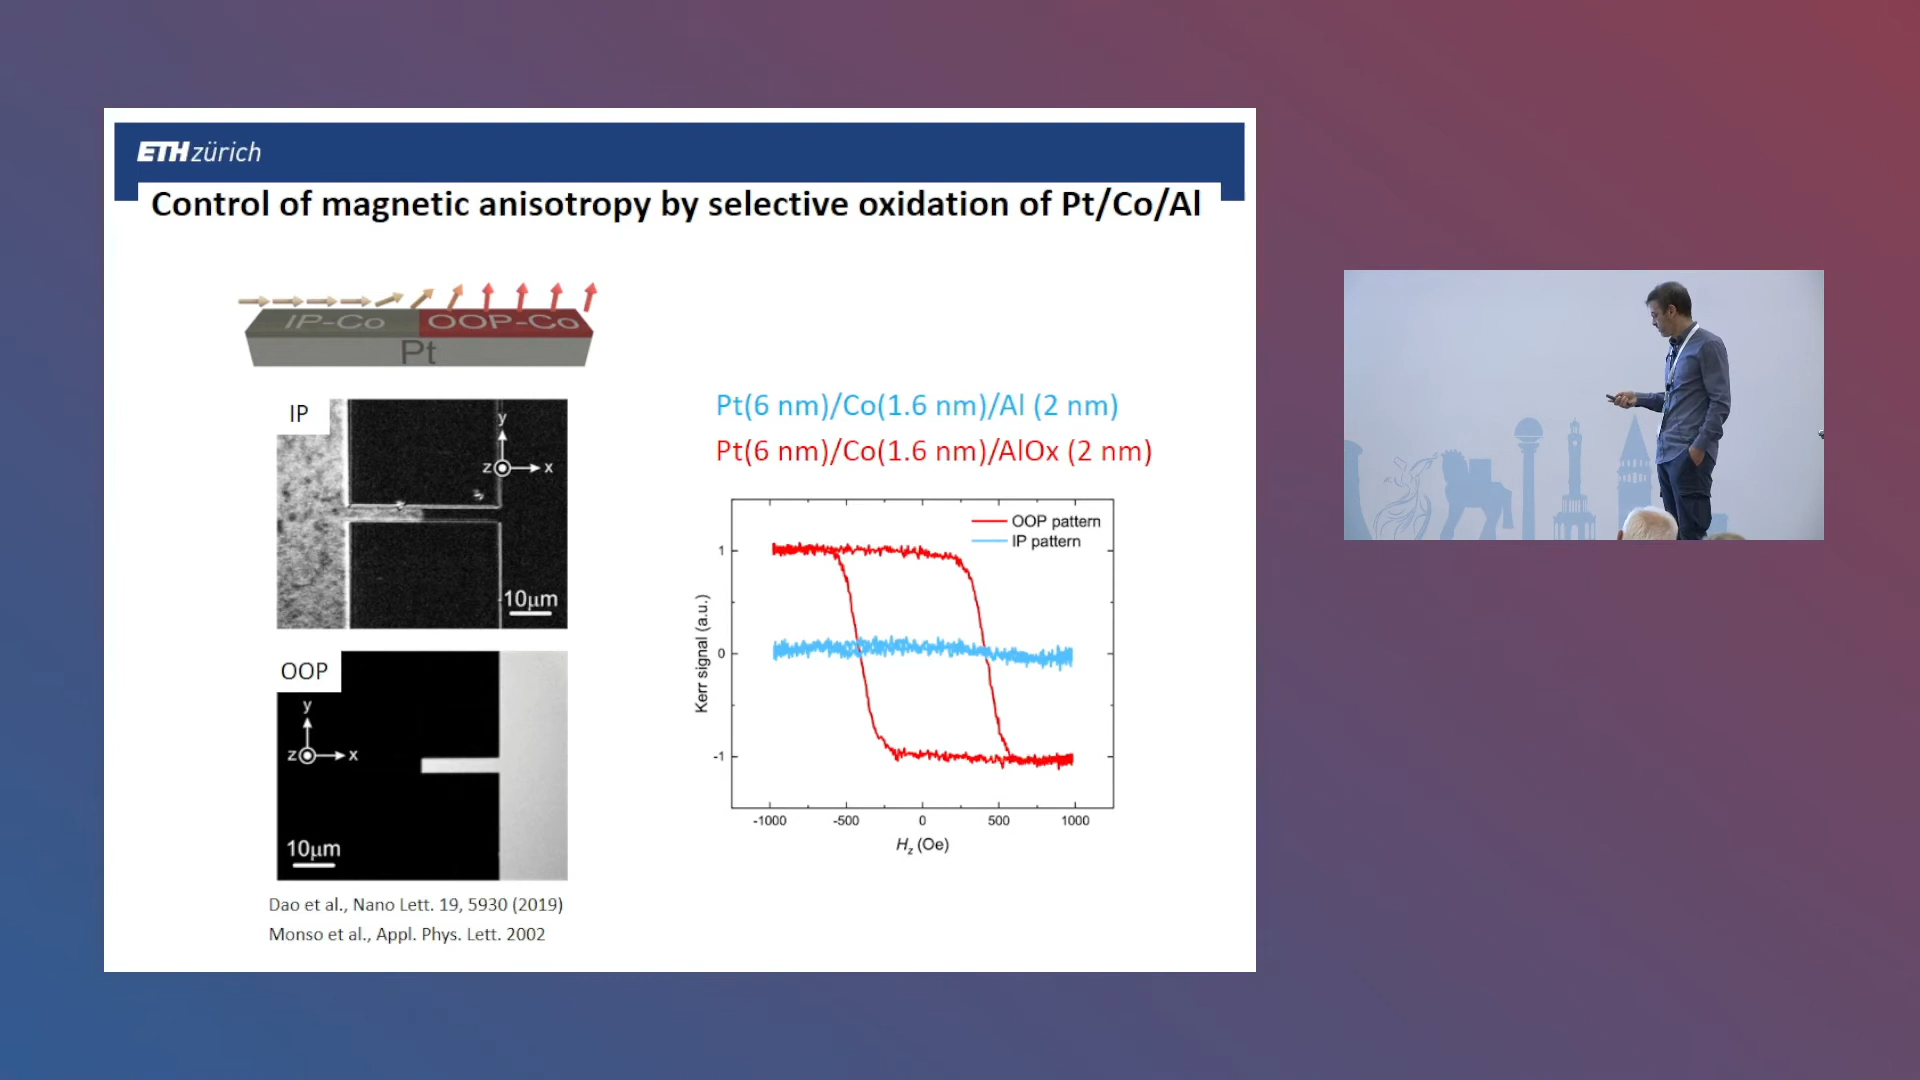 ETH zürich
Control of magnetic anisotropy by selective oxidation of Pt/Co/Al
IP-Co OOP-Co
Pt
IP
y
z x
10μm
OOP
y
z x
10μm
Dao et al., Nano Lett. 19, 5930 (2019)
Monso et al., Appl. Phys. Lett. 2002
Pt(6 nm)/Co(1.6 nm)/Al (2 nm)
Pt(6 nm)/Co(1.6 nm)/AlOx (2 nm)
OOP pattern
IP pattern
Kerr signal (a.u.)
1
0
-1
-1000 -500 0 500 1000
Hz (Oe)